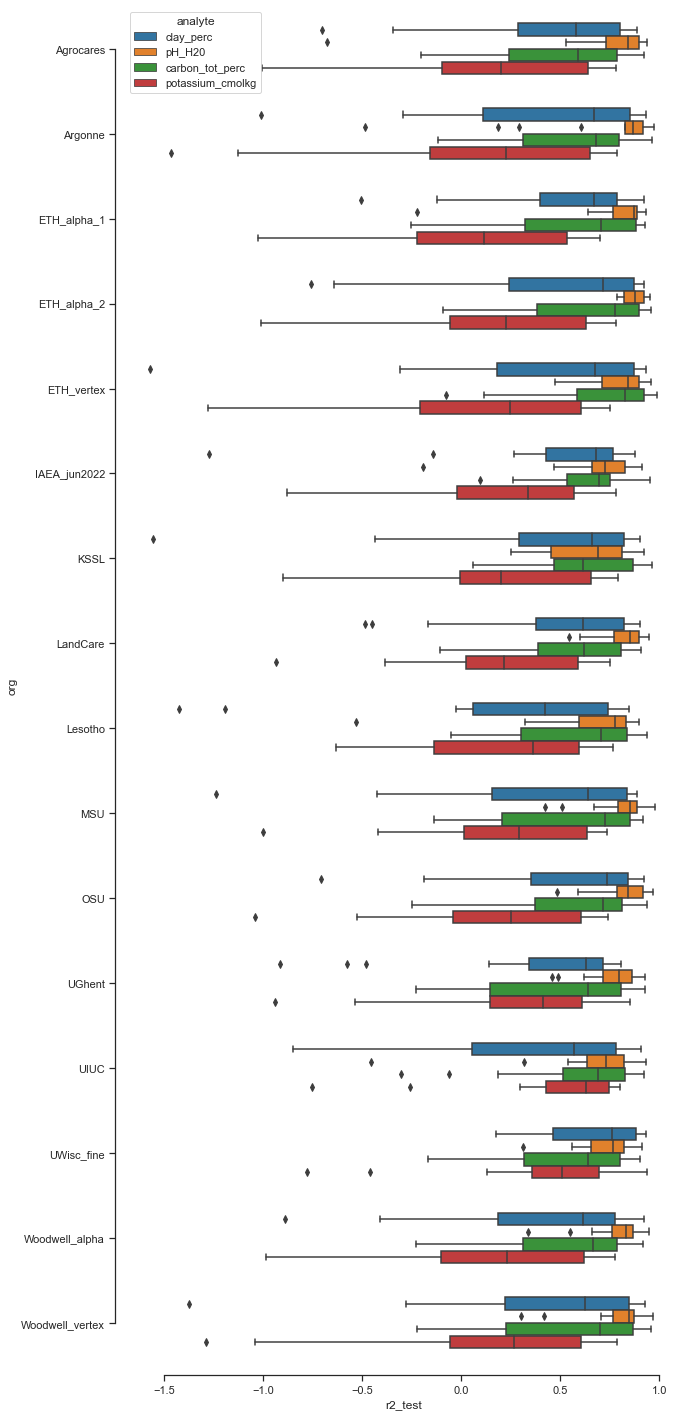 analyte
clay_perc
pH_H20
carbon_tot_perc
potassium_cmolkg
Agrocares
Argonne
ETH_alpha_1
ETH_alpha_2
ETH_vertex
IAEA_jun2022
KSSL
LandCare
org
Lesotho
MSU
OSU
UGhent
UIUC
UWisc_fine
Woodwell_alpha
Woodwell_vertex
−1.5 −1.0 −0.5 0.0 0.5 1.0
r2_test